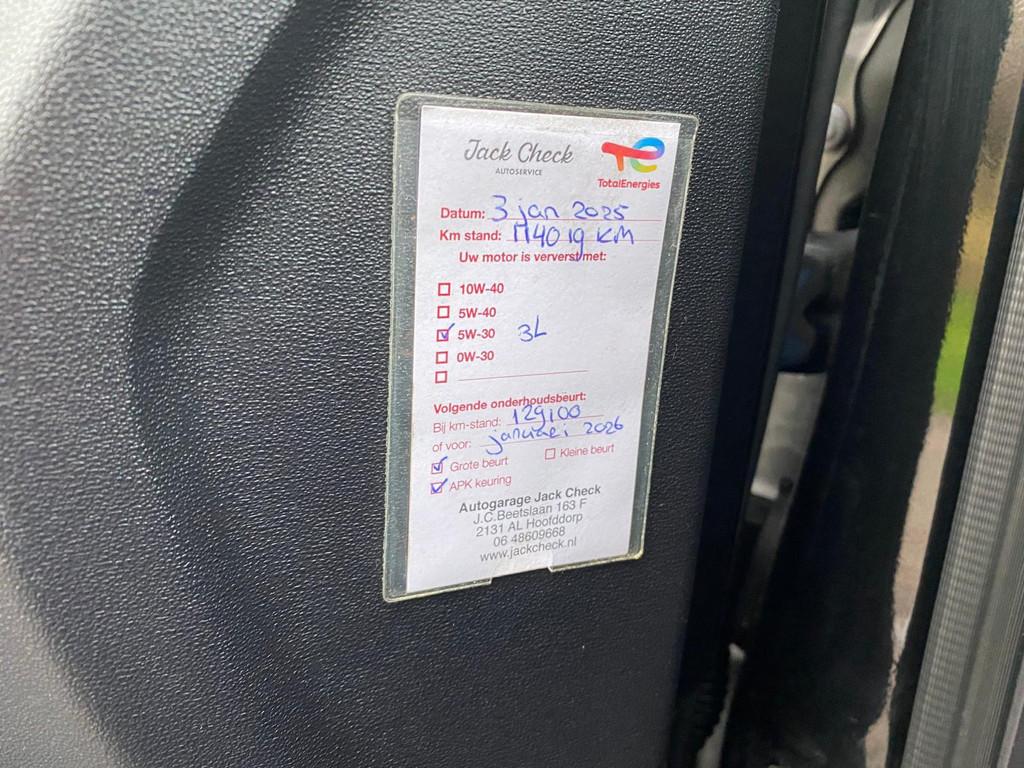 Jack Check
AUTOSERVICE
TotalEnergies
Datum: 3 jan 2025
Km stand: 114019 KM
Uw motor is ververst met:
10W-40
5W-40
5W-30 3L
0W-30
Volgende onderhoudsbeurt:
Bij km-stand: 129100
of voor: januari 2026
Grote beurt Kleine beurt
APK keuring
Autogarage Jack Check
J.C.Beetslaan 163 F
2131 AL Hoofddorp
06 48609668
www.jackcheck.nl